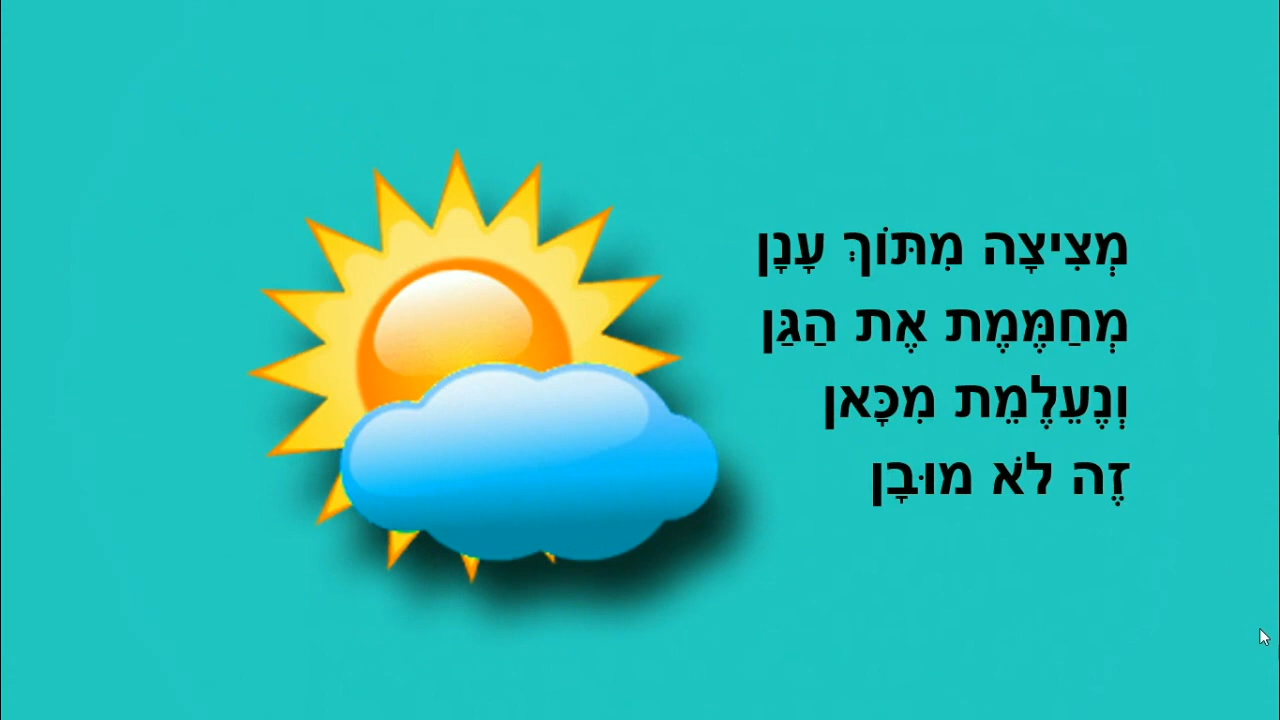 מְצִיצָה מִתּוֹךְ עָנָן
מְחַמֶּמֶת אֶת הַגַּן
וְנֶעֱלֶמֶת מִכָּאן
זֶה לֹא מוּבָן